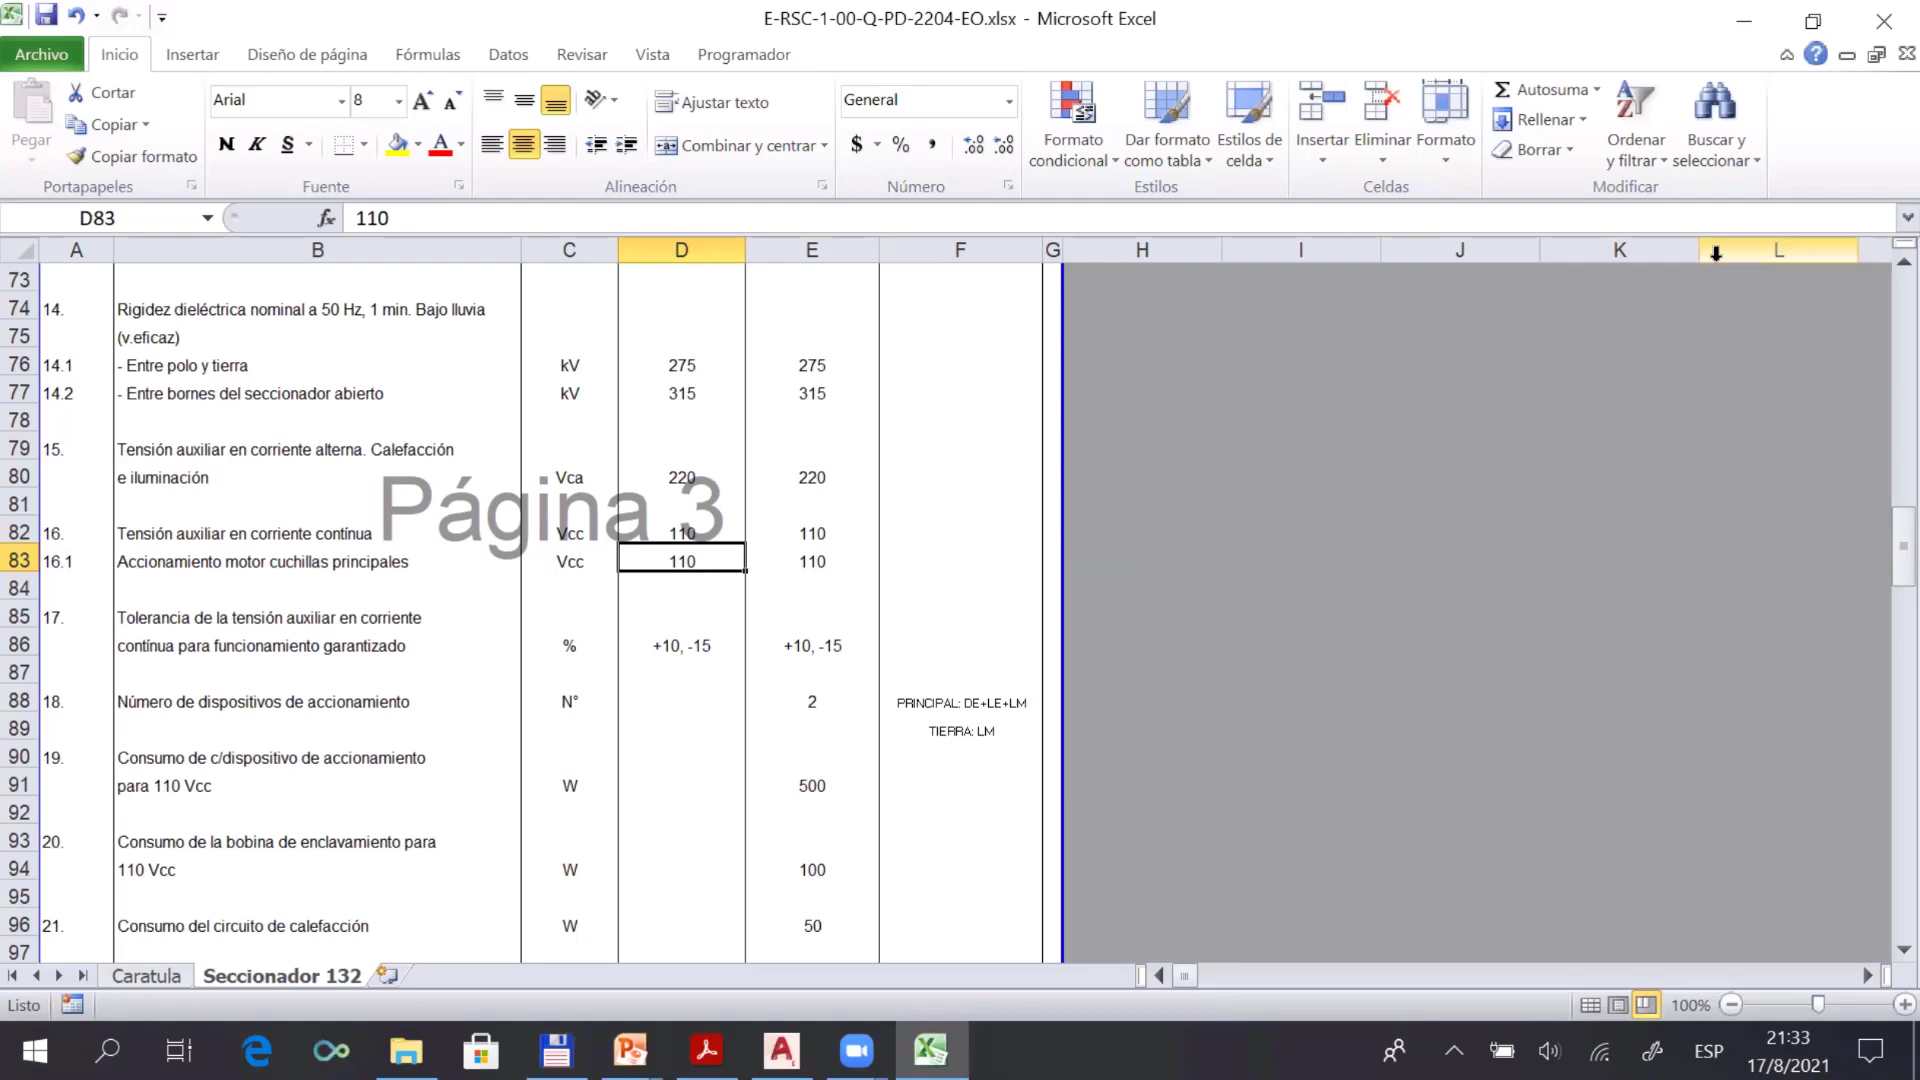 E-RSC-1-00-Q-PD-2204-EO.xlsx - Microsoft Excel
Archivo Inicio Insertar Diseño de página Fórmulas Datos Revisar Vista Programador
Pegar
Cortar
Copiar
Copiar formato
Portapapeles
Arial 8
N K S
Fuente
Ajustar texto
Combinar y centrar
Alineación
General
$ %
Número
Formato condicional
Dar formato como tabla
Estilos de celda
Estilos
Insertar Eliminar Formato
Celdas
Autosuma
Rellenar
Borrar
Ordenar y filtrar
Buscar y seleccionar
Modificar
D83 fx 110
A B C D E F G H I J K L
73
74 14. Rigidez dieléctrica nominal a 50 Hz, 1 min. Bajo lluvia
75 (v.eficaz)
76 14.1 - Entre polo y tierra kV 275 275
77 14.2 - Entre bornes del seccionador abierto kV 315 315
78
79 15. Tensión auxiliar en corriente alterna. Calefacción
80 e iluminación Vca 220 220
81
Página 3
82 16. Tensión auxiliar en corriente contínua Vcc 110 110
83 16.1 Accionamiento motor cuchillas principales Vcc 110 110
84
85 17. Tolerancia de la tensión auxiliar en corriente
86 contínua para funcionamiento garantizado % +10, -15 +10, -15
87
88 18. Número de dispositivos de accionamiento N° 2 PRINCIPAL: DE+LE+LM
89 TIERRA: LM
90 19. Consumo de c/dispositivo de accionamiento
91 para 110 Vcc W 500
92
93 20. Consumo de la bobina de enclavamiento para
94 110 Vcc W 100
95
96 21. Consumo del circuito de calefacción W 50
97
Caratula Seccionador 132
Listo 100%
ESP 21:33
17/8/2021